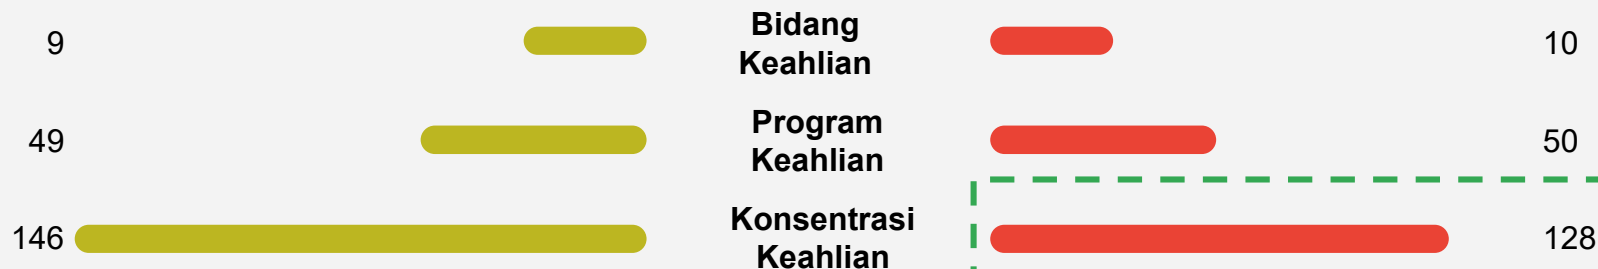 9 Bidang Keahlian 10
49 Program Keahlian 50
146 Konsentrasi Keahlian 128